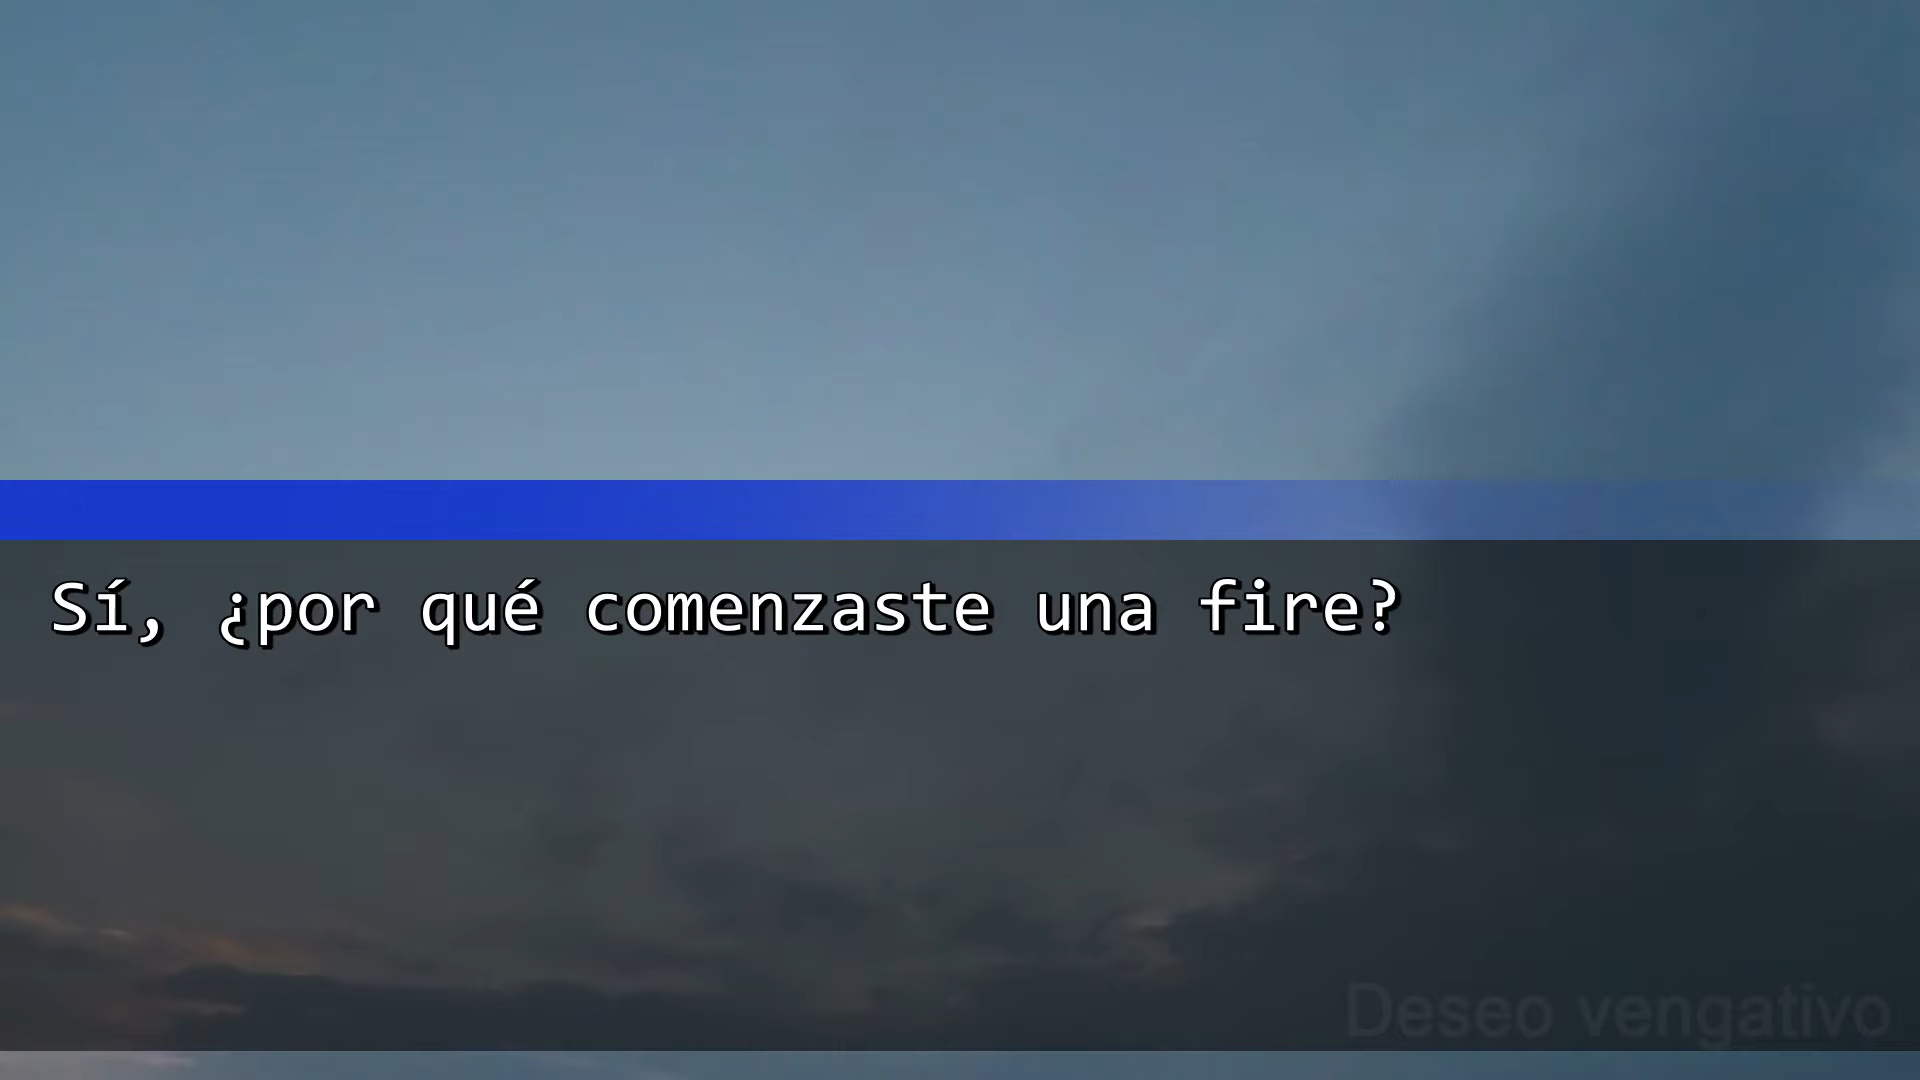 Sí, ¿por qué comenzaste una fire?
Deseo vengativo